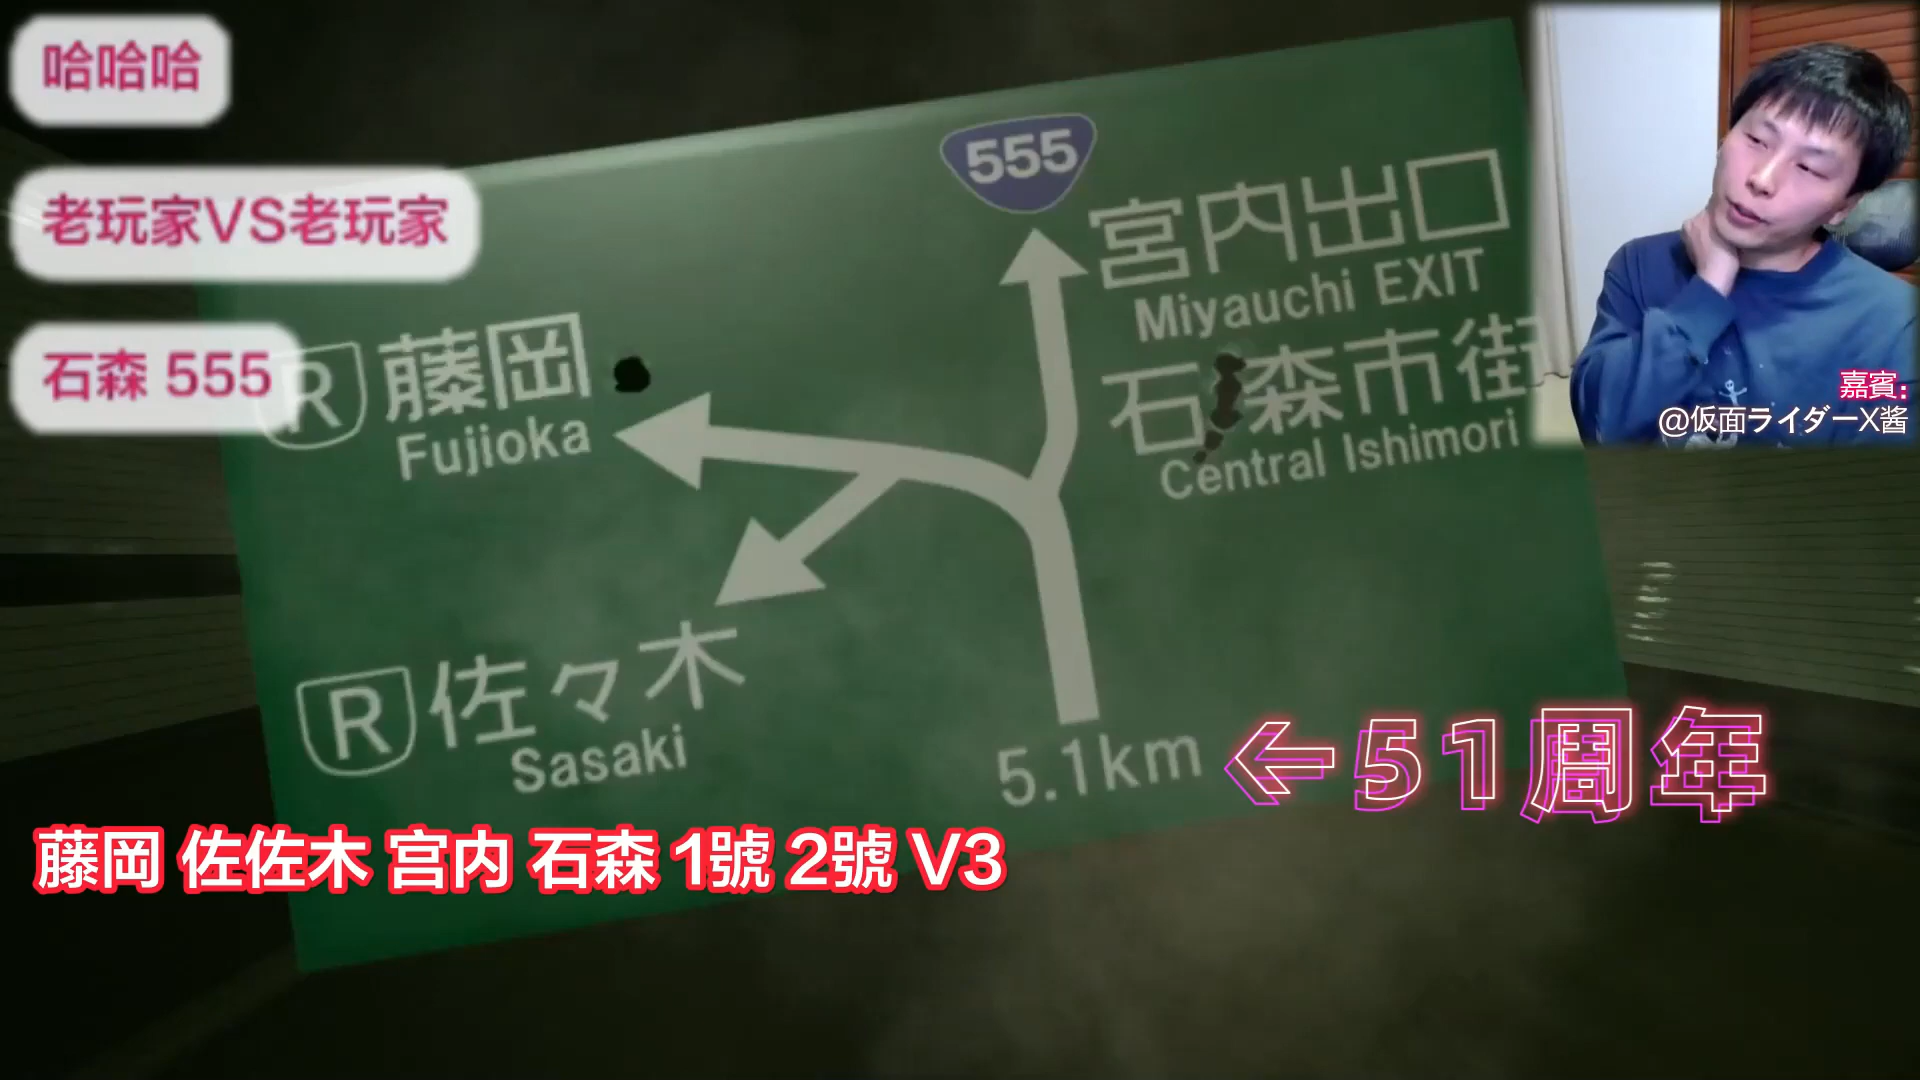 哈哈哈
老玩家VS老玩家
石森 555
555
宮内出口
Miyauchi EXIT
石森市街
Central Ishimori
R 藤岡
Fujioka
R 佐々木
Sasaki
5.1km
←51周年
嘉賓:
@仮面ライダーX酱
藤岡 佐佐木 宫内 石森 1號 2號 V3